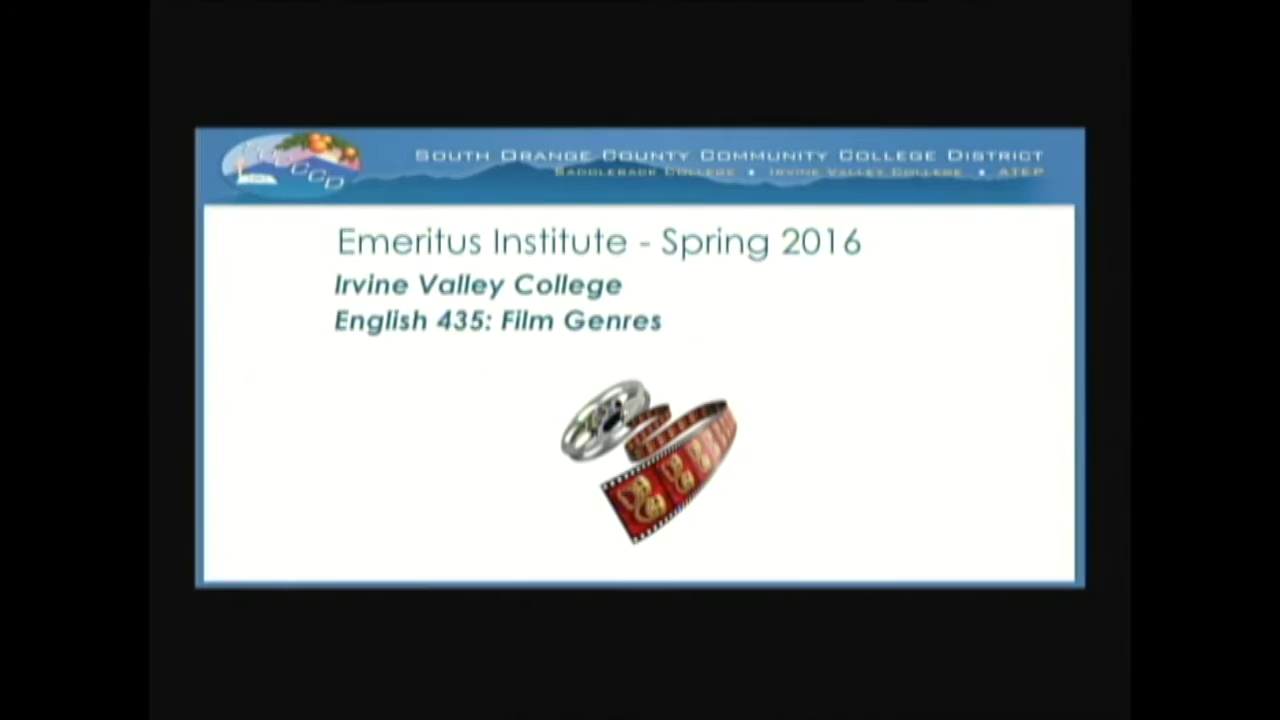 SOUTH ORANGE COUNTY COMMUNITY COLLEGE DISTRICT
SADDLEBACK COLLEGE • IRVINE VALLEY COLLEGE • ATEP
Emeritus Institute - Spring 2016
Irvine Valley College
English 435: Film Genres